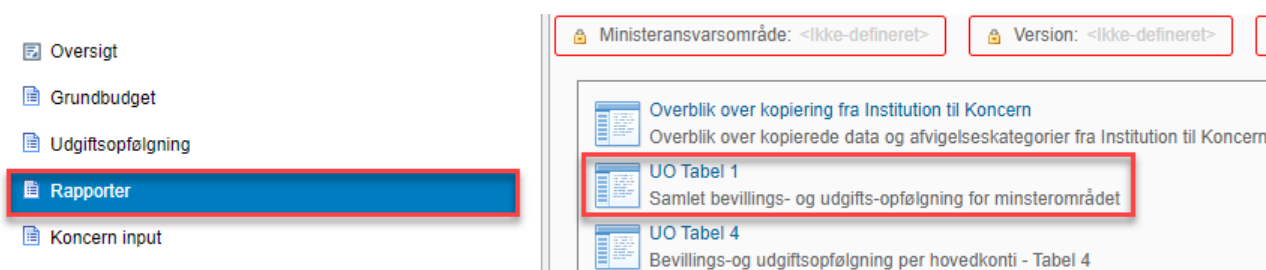 Oversigt
Grundbudget
Udgiftsopfølgning
Rapporter
Koncern input
Ministeransvarsområde: <Ikke-defineret>
Version: <Ikke-defineret>
Overblik over kopiering fra Institution til Koncern
Overblik over kopierede data og afvigelseskategorier fra Institution til Koncern
UO Tabel 1
Samlet bevillings- og udgifts-opfølgning for minsterområdet
UO Tabel 4
Bevillings-og udgiftsopfølgning per hovedkonti - Tabel 4